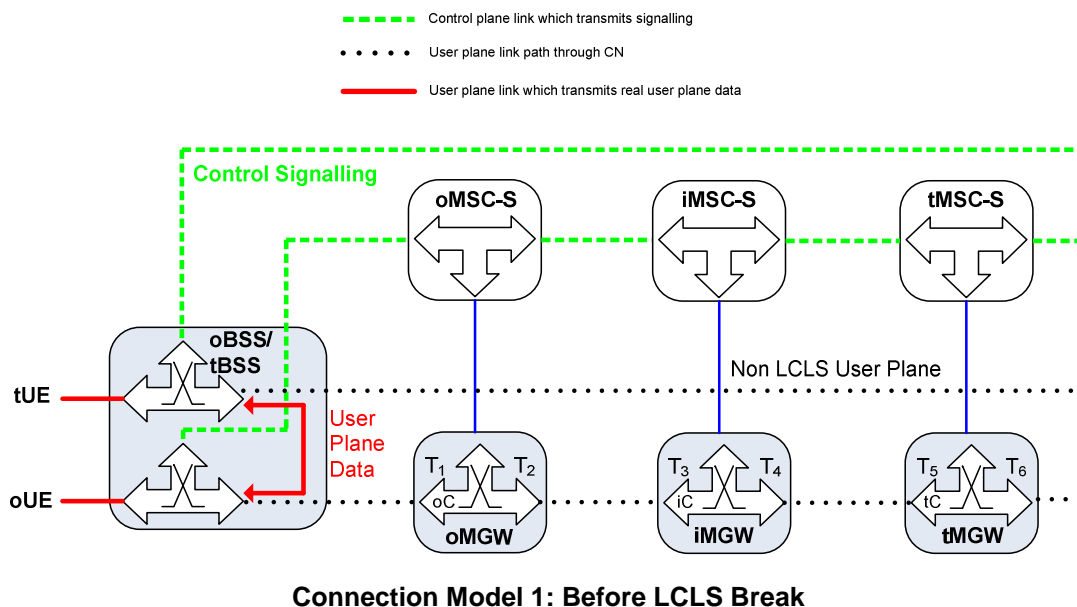 Control plane link which transmits signalling
User plane link path through CN
User plane link which transmits real user plane data
Control Signalling
oMSC-S
iMSC-S
tMSC-S
oBSS/
tBSS
Non LCLS User Plane
tUE
User
Plane
Data
oUE
T1
T2
oC
oMGW
T3
T4
iC
iMGW
T5
T6
tC
tMGW
Connection Model 1: Before LCLS Break